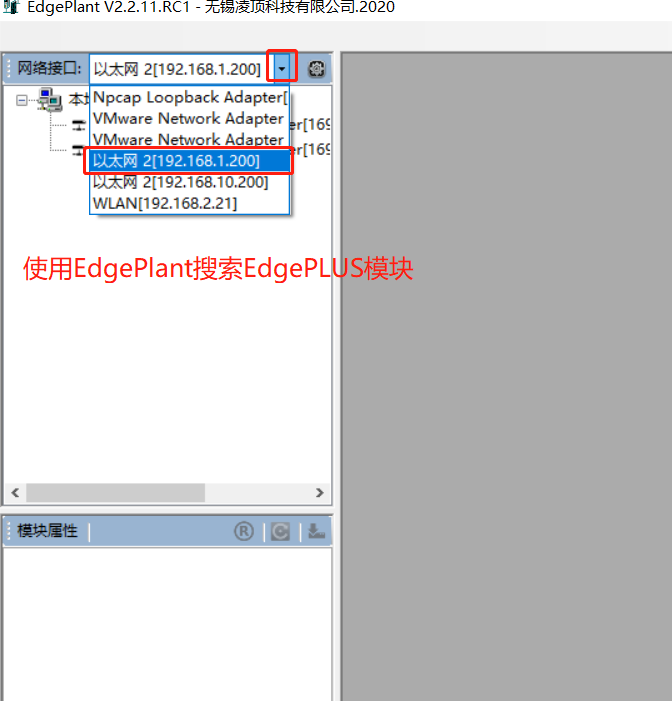 EdgePlant V2.2.11.RC1 - 无锡凌顶科技有限公司.2020
网络接口: 以太网 2[192.168.1.200]
本地
Npcap Loopback Adapter[
VMware Network Adapter
er[169
VMware Network Adapter
er[169
以太网 2[192.168.1.200]
以太网 2[192.168.10.200]
WLAN[192.168.2.21]
使用EdgePlant搜索EdgePLUS模块
模块属性
R